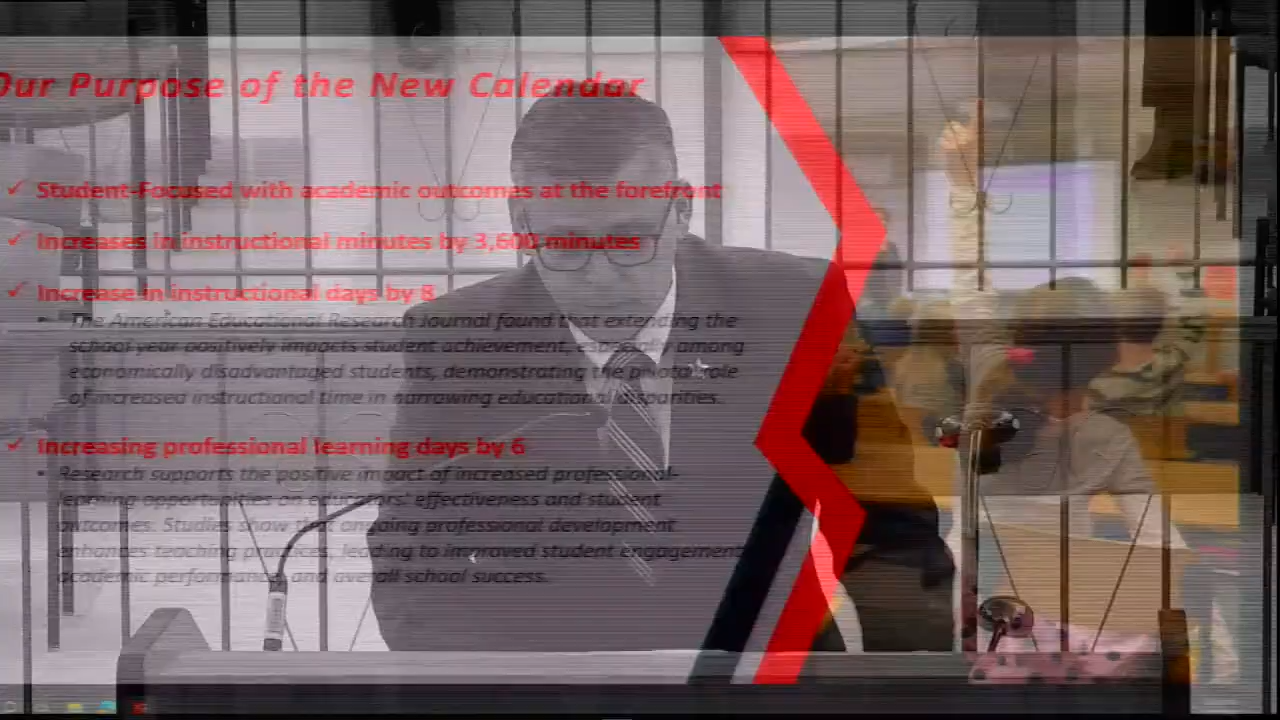 Our Purpose of the New Calendar
✓ Student-Focused with academic outcomes at the forefront
✓ Increases in instructional minutes by 3,600 minutes
✓ Increase in instructional days by 8
• The American Educational Research Journal found that extending the
school year positively impacts student achievement, especially among
economically disadvantaged students, demonstrating the pivotal role
of increased instructional time in narrowing educational disparities.
✓ Increasing professional learning days by 6
• Research supports the positive impact of increased professional-
learning opportunities on educators' effectiveness and student
outcomes. Studies show that ongoing professional development
enhances teaching practices, leading to improved student engagement
academic performance, and overall school success.